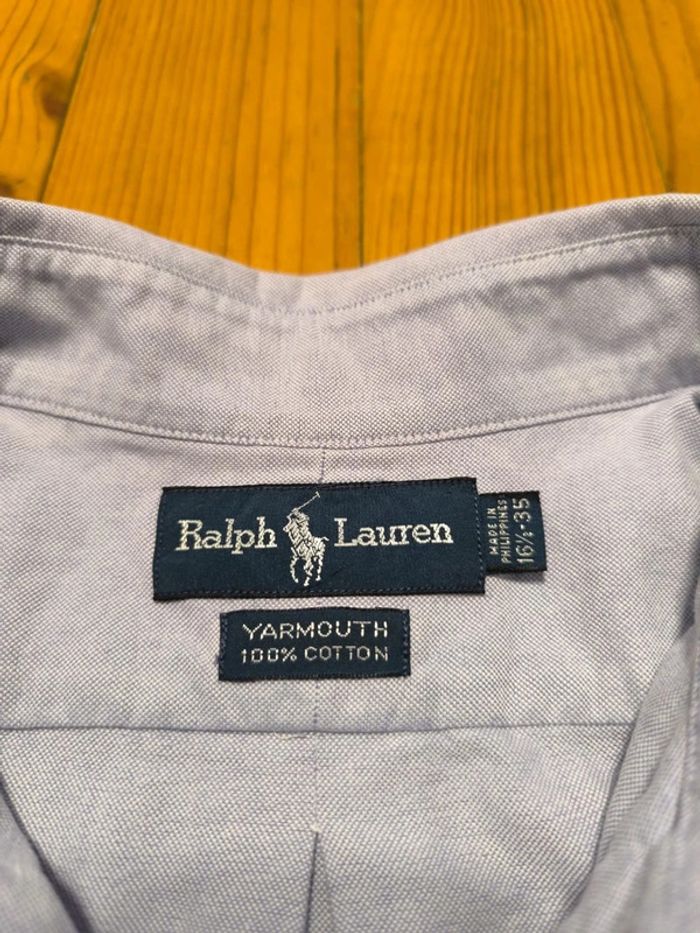 Ralph Lauren
MADE IN
PHILIPPINES
16½-35
YARMOUTH
100% COTTON